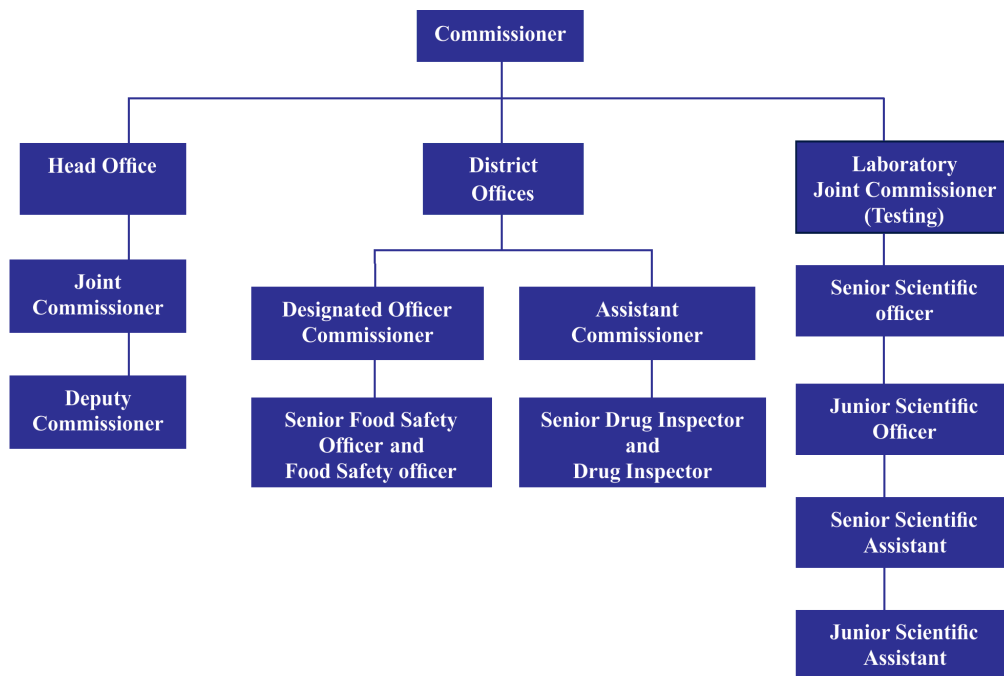 Commissioner
Head Office
District
Offices
Laboratory
Joint Commissioner
(Testing)
Joint
Commissioner
Deputy
Commissioner
Designated Officer
Commissioner
Senior Food Safety
Officer and
Food Safety officer
Assistant
Commissioner
Senior Drug Inspector
and
Drug Inspector
Senior Scientific
officer
Junior Scientific
Officer
Senior Scientific
Assistant
Junior Scientific
Assistant